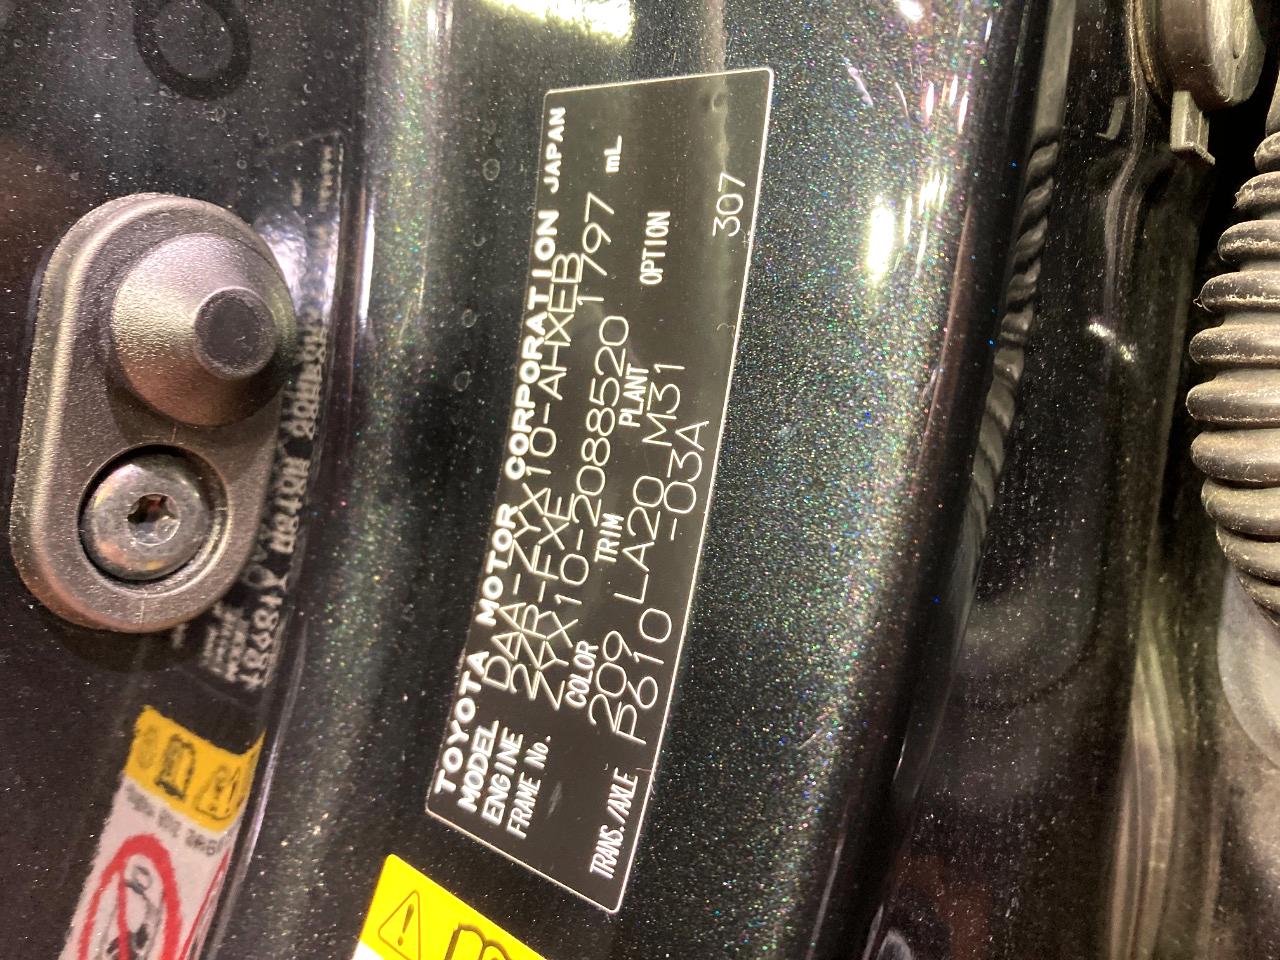 TOYOTA MOTOR CORPORATION JAPAN
MODEL DAA-ZYX10-AHXEB
ENGINE 2ZR-FXE 1797 mL
FRAME No. ZYX10-2088520
COLOR TRIM PLANT OPTION
209 LA20 M31
TRANS./AXLE P610 -03A 307